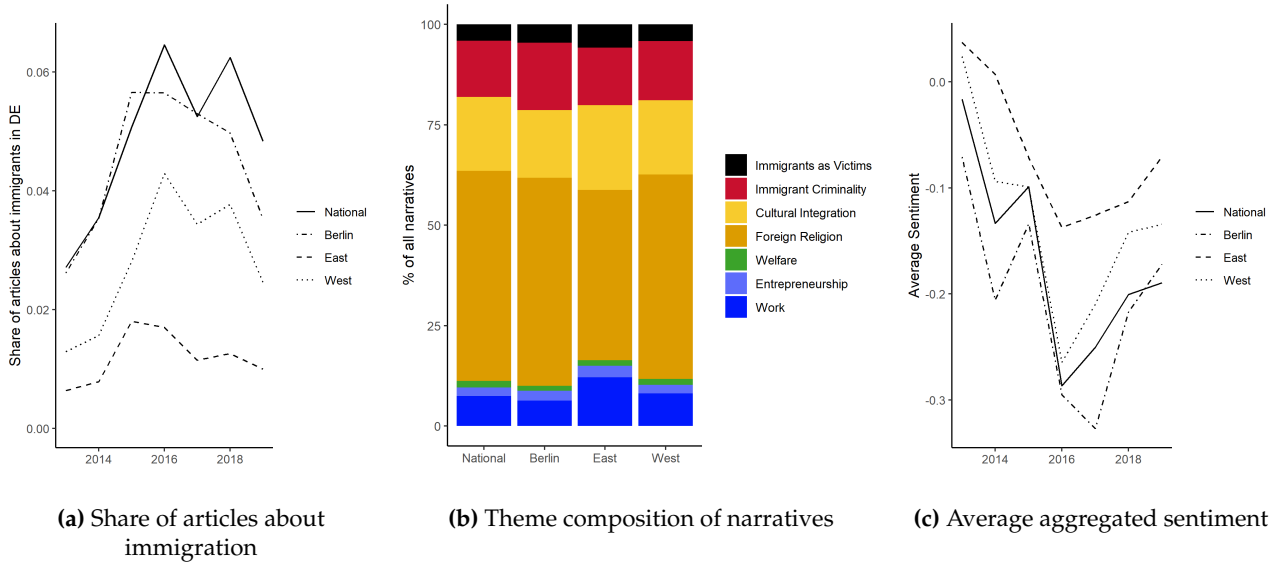 Share of articles about immigrants in DE
0.06
0.04
0.02
0.00
2014
2016
2018
National
Berlin
East
West
(a) Share of articles about
immigration
% of all narratives
100
75
50
25
0
National
Berlin
East
West
Immigrants as Victims
Immigrant Criminality
Cultural Integration
Foreign Religion
Welfare
Entrepreneurship
Work
(b) Theme composition of narratives
Average Sentiment
0.0
-0.1
-0.2
-0.3
2014
2016
2018
National
Berlin
East
West
(c) Average aggregated sentiment